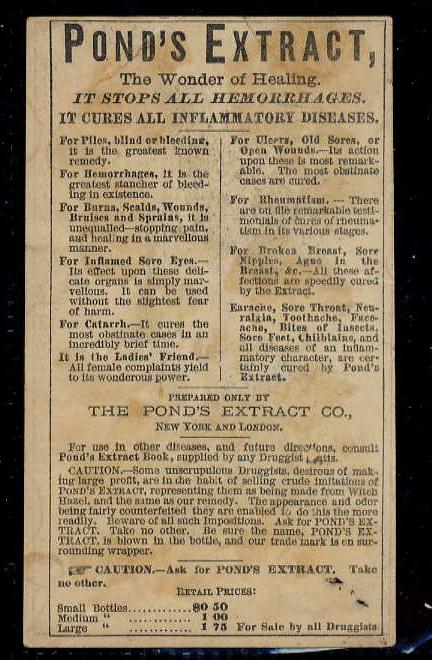 POND'S EXTRACT,
The Wonder of Healing.
IT STOPS ALL HEMORRHAGES.
IT CURES ALL INFLAMMATORY DISEASES.
For Piles, blind or bleeding,
it is the greatest known
remedy.
For Hemorrhages, it is the
greatest stancher of bleed-
ing in existence.
For Burns, Scalds, Wounds,
Bruises and Sprains, it is
unequalled—stopping pain,
and healing in a marvellous
manner.
For Inflamed Sore Eyes.—
Its effect upon these deli-
cate organs is simply mar-
vellous. It can be used
without the slightest fear
of harm.
For Catarrh.—It cures the
most obstinate cases in an
incredibly brief time.
It is the Ladies' Friend.—
All female complaints yield
to its wonderous power.
For Ulcers, Old Sores, or
Open Wounds.—Its action
upon these is most remark-
able. The most obstinate
cases are cured.
For Rheumatism. — There
are on file remarkable testi-
monials of cures of rheuma-
tism in its various stages.
For Broken Breast, Sore
Nipples, Ague in the
Breast, &c.—All these af-
fections are speedily cured
by the Extract.
Earache, Sore Throat, Neu-
ralgia, Toothache, Face-
ache, Bites of Insects,
Sore Feet, Chilblains, and
all diseases of an inflam-
matory character, are cer-
tainly cured by Pond's
Extract.
PREPARED ONLY BY
THE POND'S EXTRACT CO.,
NEW YORK AND LONDON.
For use in other diseases, and future directions, consult
Pond's Extract Book, supplied by any Druggist
CAUTION.—Some unscrupulous Druggists, desirous of mak-
ing large profit, are in the habit of selling crude imitations of
POND'S EXTRACT, representing them as being made from Witch
Hazel, and the same as our remedy. The appearance and odor
being fairly counterfeited they are enabled to do this the more
readily. Beware of all such impositions. Ask for POND'S EX-
TRACT. Take no other. Be sure the name, POND'S EX-
TRACT, is blown in the bottle, and our trade mark is on sur-
rounding wrapper.
☞ CAUTION.—Ask for POND'S EXTRACT. Take
no other.
RETAIL PRICES:
Small Bottles............$0 50
Medium " ............ 1 00
Large " ............ 1 75 For Sale by all Druggists